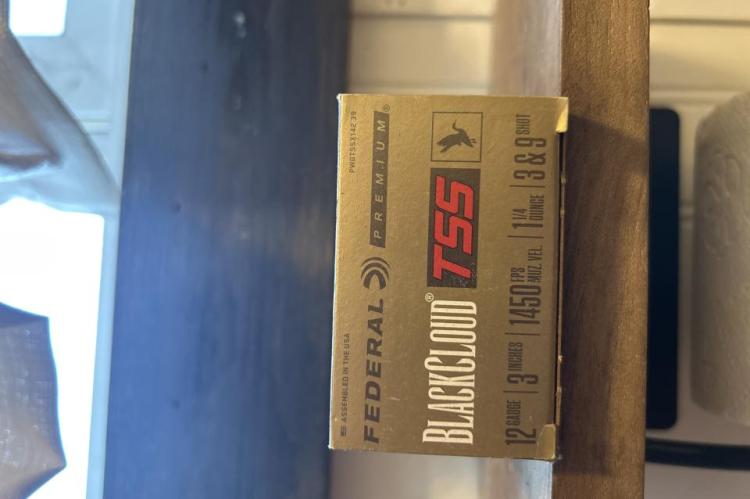 ASSEMBLED IN THE USA
PWBTSSX142 39
FEDERAL PREMIUM®
BLACKCLOUD® TSS
12 GAUGE | 3 INCHES | 1450 FPS MUZ. VEL. | 1 1/4 OUNCE | 3 & 9 SHOT